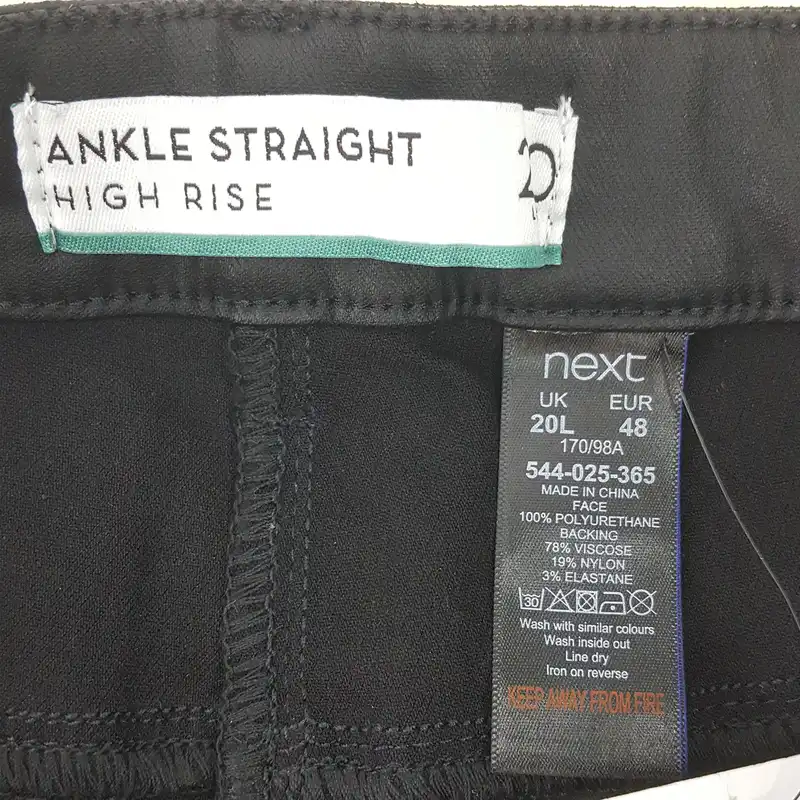 ANKLE STRAIGHT
HIGH RISE
next
UK EUR
20L 48
170/98A
544-025-365
MADE IN CHINA
FACE
100% POLYURETHANE
BACKING
78% VISCOSE
19% NYLON
3% ELASTANE
30
Wash with similar colours
Wash inside out
Line dry
Iron on reverse
KEEP AWAY FROM FIRE